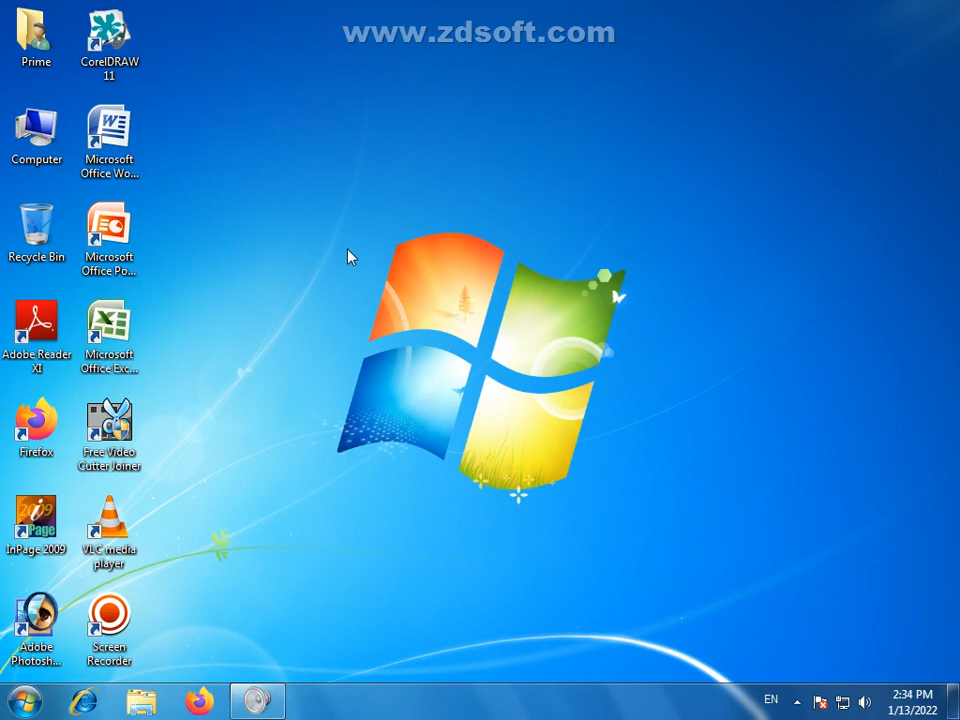 www.zdsoft.com
Prime
CorelDRAW
11
Computer
Microsoft
Office Wo...
Recycle Bin
Microsoft
Office Po...
Adobe Reader
XI
Microsoft
Office Exc...
Firefox
Free Video
Cutter Joiner
2009
i
Page
InPage 2009
VLC media
player
Adobe
Photosh...
Screen
Recorder
EN
2:34 PM
1/13/2022